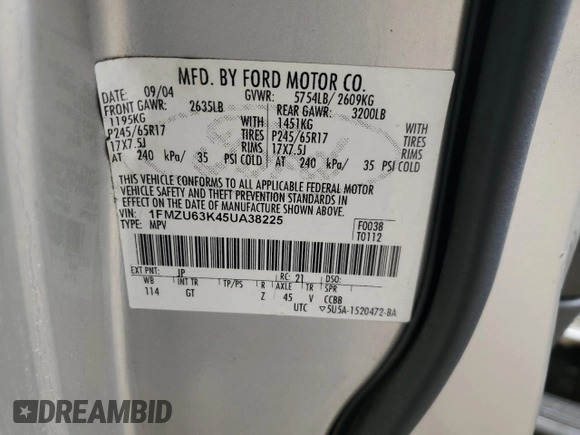 MFD. BY FORD MOTOR CO.
DATE: 09/04 GVWR: 5754LB/ 2609KG
FRONT GAWR: 2635LB REAR GAWR: 3200LB
1195KG WITH 1451KG WITH
P245/65R17 TIRES P245/65R17 TIRES
17X7.5J RIMS 17X7.5J RIMS
AT 240 kPa/ 35 PSI COLD AT 240 kPa/ 35 PSI COLD
THIS VEHICLE CONFORMS TO ALL APPLICABLE FEDERAL MOTOR
VEHICLE SAFETY AND THEFT PREVENTION STANDARDS IN
EFFECT ON THE DATE OF MANUFACTURE SHOWN ABOVE.
VEH. IDENT. NO.: 1FMZU63K45UA38225
TYPE: MPV F0038
T0112
EXT PNT: JP RC: 21 DSO:
WB INT TR TP/PS R AXLE TR SPR
114 GT Z 45 V CCBB
UTC ▽5U5A-1520472-BA
Ford
DREAMBID